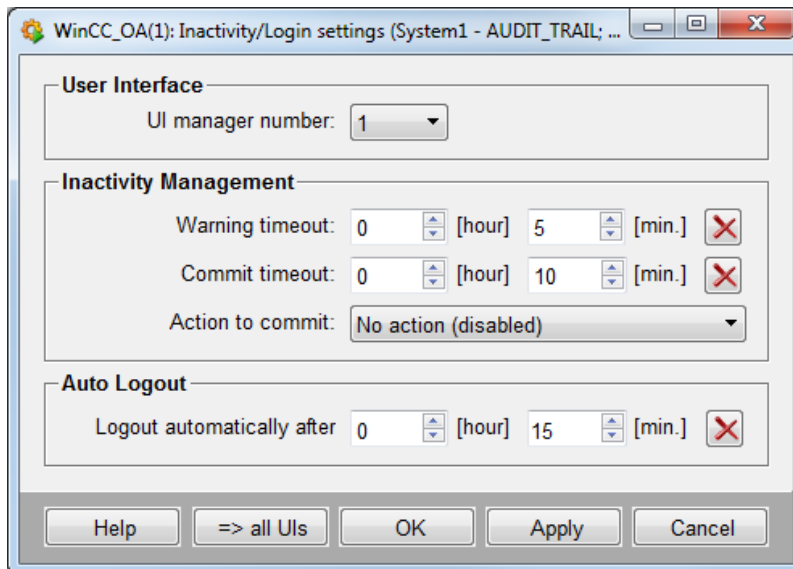 WinCC_OA(1): Inactivity/Login settings (System1 - AUDIT_TRAIL; ...
User Interface
UI manager number: 1
Inactivity Management
Warning timeout: 0 [hour] 5 [min.]
Commit timeout: 0 [hour] 10 [min.]
Action to commit: No action (disabled)
Auto Logout
Logout automatically after 0 [hour] 15 [min.]
Help => all UIs OK Apply Cancel